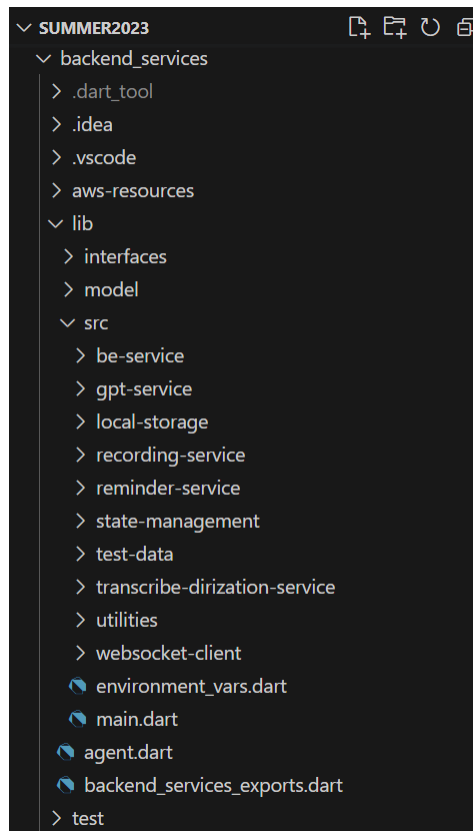 SUMMER2023
backend_services
.dart_tool
.idea
.vscode
aws-resources
lib
interfaces
model
src
be-service
gpt-service
local-storage
recording-service
reminder-service
state-management
test-data
transcribe-dirization-service
utilities
websocket-client
environment_vars.dart
main.dart
agent.dart
backend_services_exports.dart
test